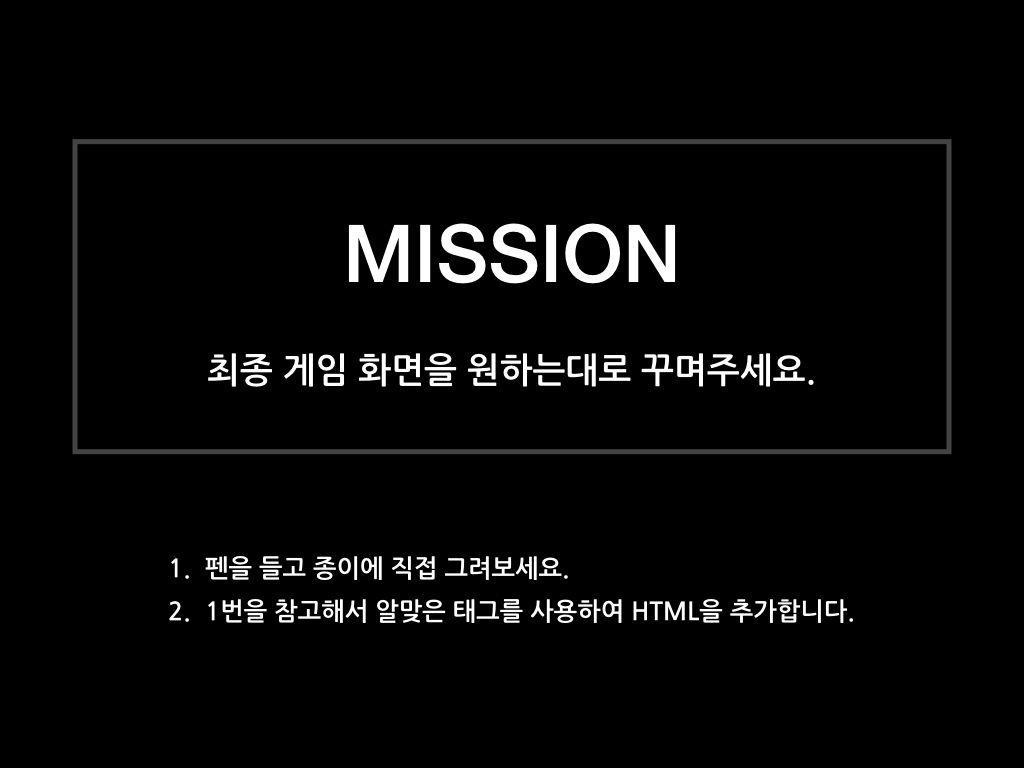 MISSION
최종 게임 화면을 원하는대로 꾸며주세요.
1. 펜을 들고 종이에 직접 그려보세요.
2. 1번을 참고해서 알맞은 태그를 사용하여 HTML을 추가합니다.